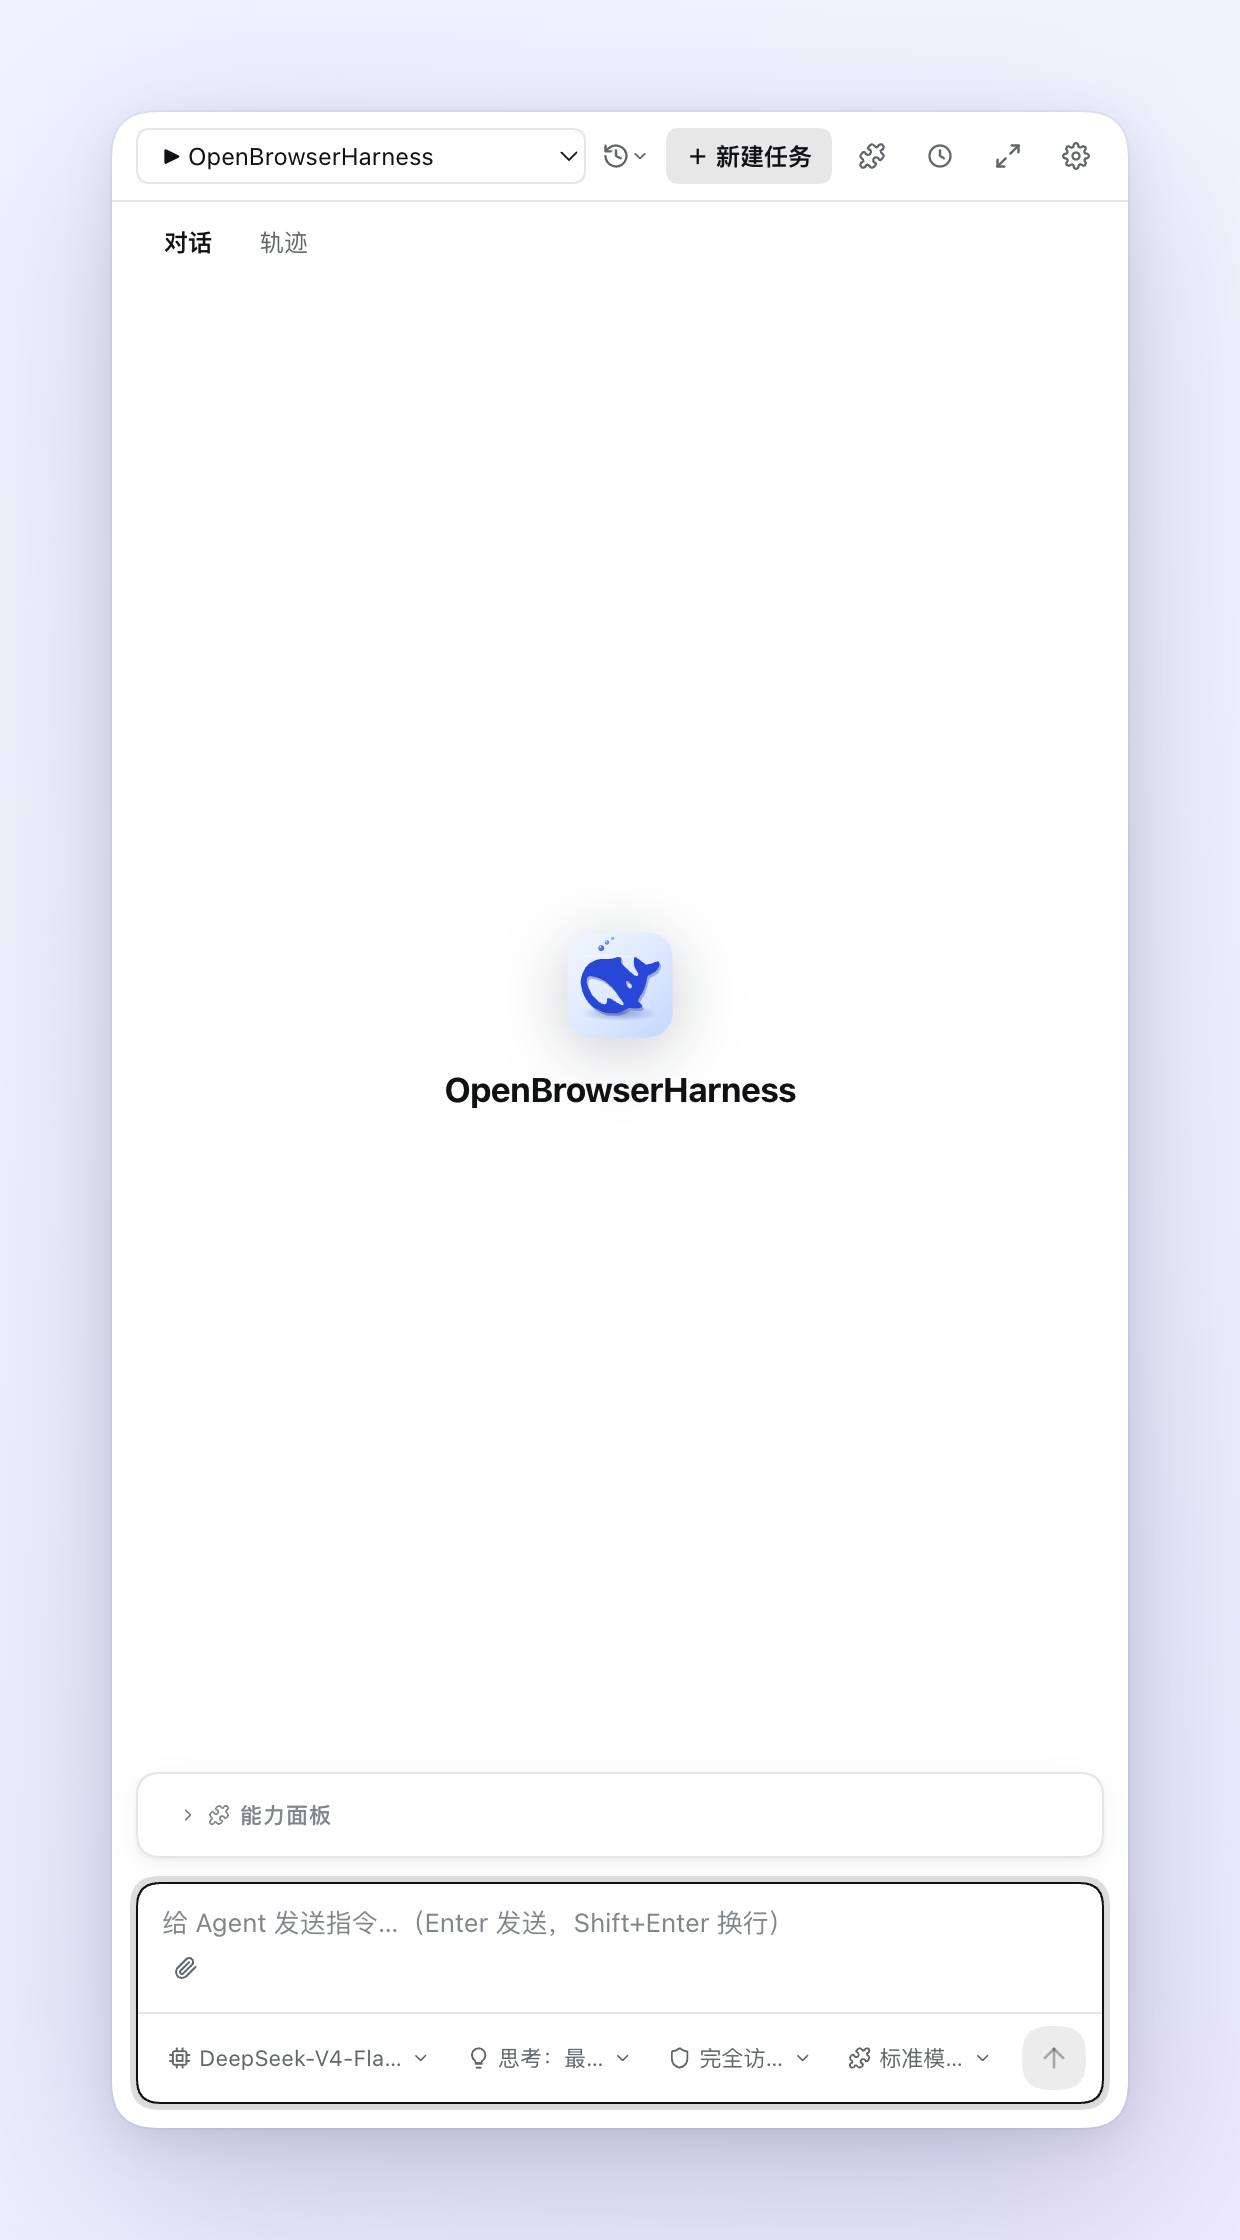 OpenBrowserHarness
新建任务
对话 轨迹
OpenBrowserHarness
能力面板
给 Agent 发送指令...（Enter 发送，Shift+Enter 换行）
DeepSeek-V4-Fla... 思考：最... 完全访... 标准模...